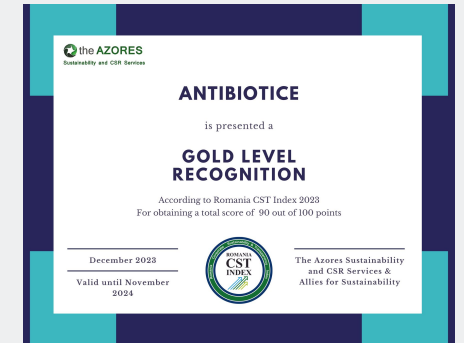 the AZORES
Sustainability and CSR Services
ANTIBIOTICE
is presented a
GOLD LEVEL
RECOGNITION
According to Romania CST Index 2023
For obtaining a total score of 90 out of 100 points
December 2023
Valid until November
2024
ROMANIA
CST
INDEX
The Azores Sustainability
and CSR Services &
Allies for Sustainability